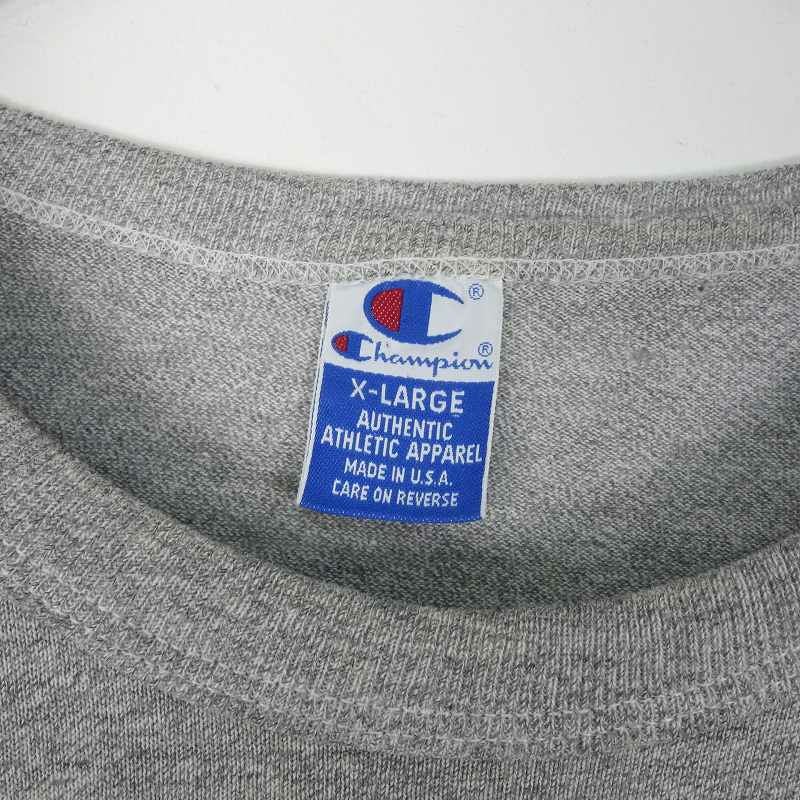 ®
Champion®
X-LARGE
AUTHENTIC
ATHLETIC APPAREL
MADE IN U.S.A.
CARE ON REVERSE